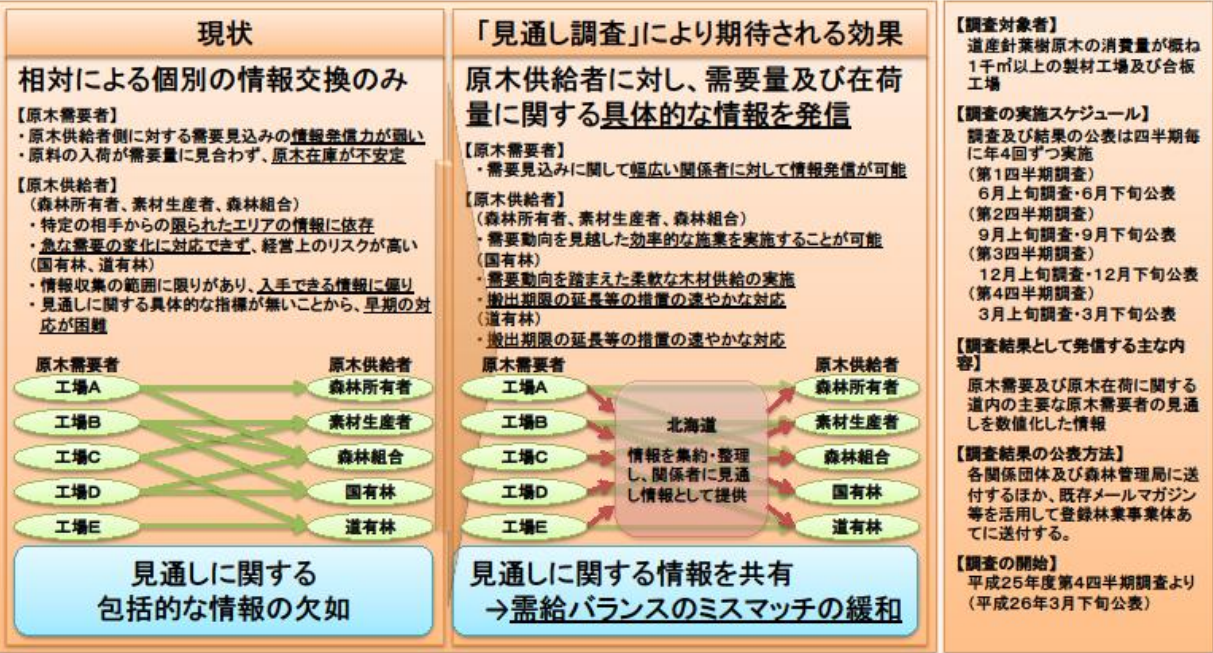 現状
相対による個別の情報交換のみ
【原木需要者】
・原木供給者側に対する需要見込みの情報発信力が弱い
・原料の入荷が需要量に見合わず、原木在庫が不安定
【原木供給者】
(森林所有者、素材生産者、森林組合)
・特定の相手からの限られたエリアの情報に依存
・急な需要の変化に対応できず、経営上のリスクが高い
(国有林、道有林)
・情報収集の範囲に限りがあり、入手できる情報に偏り
・見通しに関する具体的な指標が無いことから、早期の対
応が困難
原木需要者
原木供給者
工場A
森林所有者
工場B
素材生産者
工場C
森林組合
工場D
国有林
工場E
道有林
見通しに関する
包括的な情報の欠如
「見通し調査」により期待される効果
原木供給者に対し、需要量及び在荷
量に関する具体的な情報を発信
【原木需要者】
・需要見込みに関して幅広い関係者に対して情報発信が可能
【原木供給者】
(森林所有者、素材生産者、森林組合)
・需要動向を見越した効率的な施業を実施することが可能
(国有林)
・需要動向を踏まえた柔軟な木材供給の実施
・搬出期限の延長等の措置の速やかな対応
(道有林)
・搬出期限の延長等の措置の速やかな対応
原木需要者
原木供給者
工場A
森林所有者
工場B
素材生産者
工場C
森林組合
工場D
国有林
工場E
道有林
北海道
情報を集約・整理
し、関係者に見通
し情報として提供
見通しに関する情報を共有
→需給バランスのミスマッチの緩和
【調査対象者】
道産針葉樹原木の消費量が概ね
1千㎥以上の製材工場及び合板
工場
【調査の実施スケジュール】
調査及び結果の公表は四半期毎
に年4回ずつ実施
(第1四半期調査)
6月上旬調査・6月下旬公表
(第2四半期調査)
9月上旬調査・9月下旬公表
(第3四半期調査)
12月上旬調査・12月下旬公表
(第4四半期調査)
3月上旬調査・3月下旬公表
【調査結果として発信する主な内
容】
原木需要及び原木在荷に関する
道内の主要な原木需要者の見通
しを数値化した情報
【調査結果の公表方法】
各関係団体及び森林管理局に送
付するほか、既存メールマガジン
等を活用して登録林業事業体あ
てに送付する。
【調査の開始】
平成25年度第4四半期調査より
(平成26年3月下旬公表)